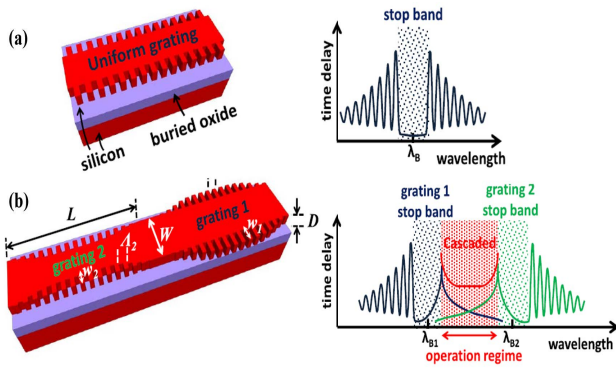 (a)
Uniform grating
silicon
buried oxide
time delay
stop band
λB
wavelength
(b)
L
grating 2
w2
Λ2
W
grating 1
w1
D
time delay
grating 1
stop band
grating 2
stop band
Cascaded
λB1
λB2
wavelength
operation regime